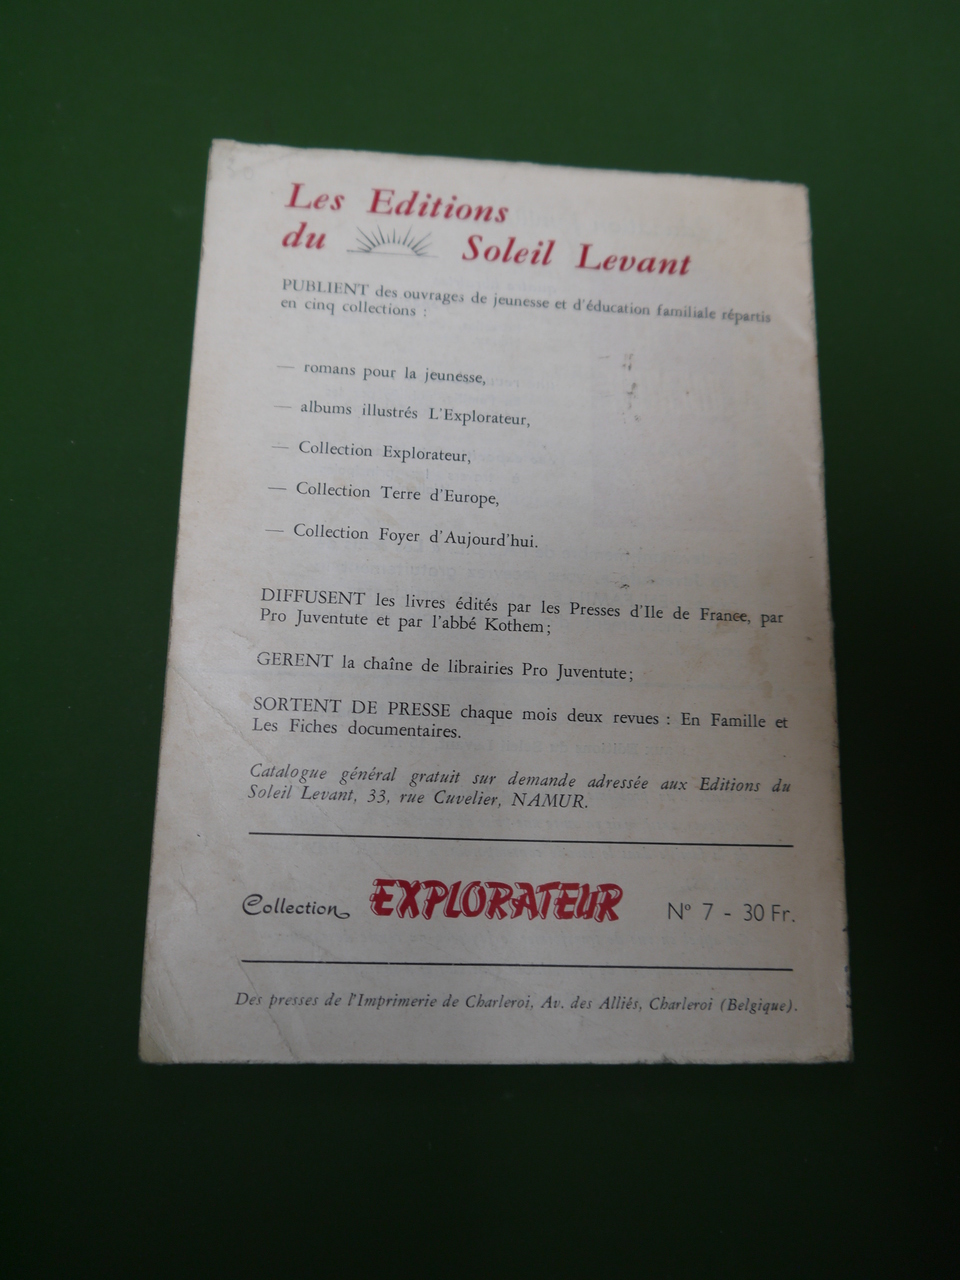 Les Editions
du Soleil Levant
PUBLIENT des ouvrages de jeunesse et d'éducation familiale répartis
en cinq collections :
— romans pour la jeunesse,
— albums illustrés L'Explorateur,
— Collection Explorateur,
— Collection Terre d'Europe,
— Collection Foyer d'Aujourd'hui.
DIFFUSENT les livres édités par les Presses d'Ile de France, par
Pro Juventute et par l'abbé Kothem;
GERENT la chaîne de librairies Pro Juventute;
SORTENT DE PRESSE chaque mois deux revues : En Famille et
Les Fiches documentaires.
Catalogue général gratuit sur demande adressée aux Editions du
Soleil Levant, 33, rue Cuvelier, NAMUR.
Collection EXPLORATEUR N° 7 - 30 Fr.
Des presses de l'Imprimerie de Charleroi, Av. des Alliés, Charleroi (Belgique).